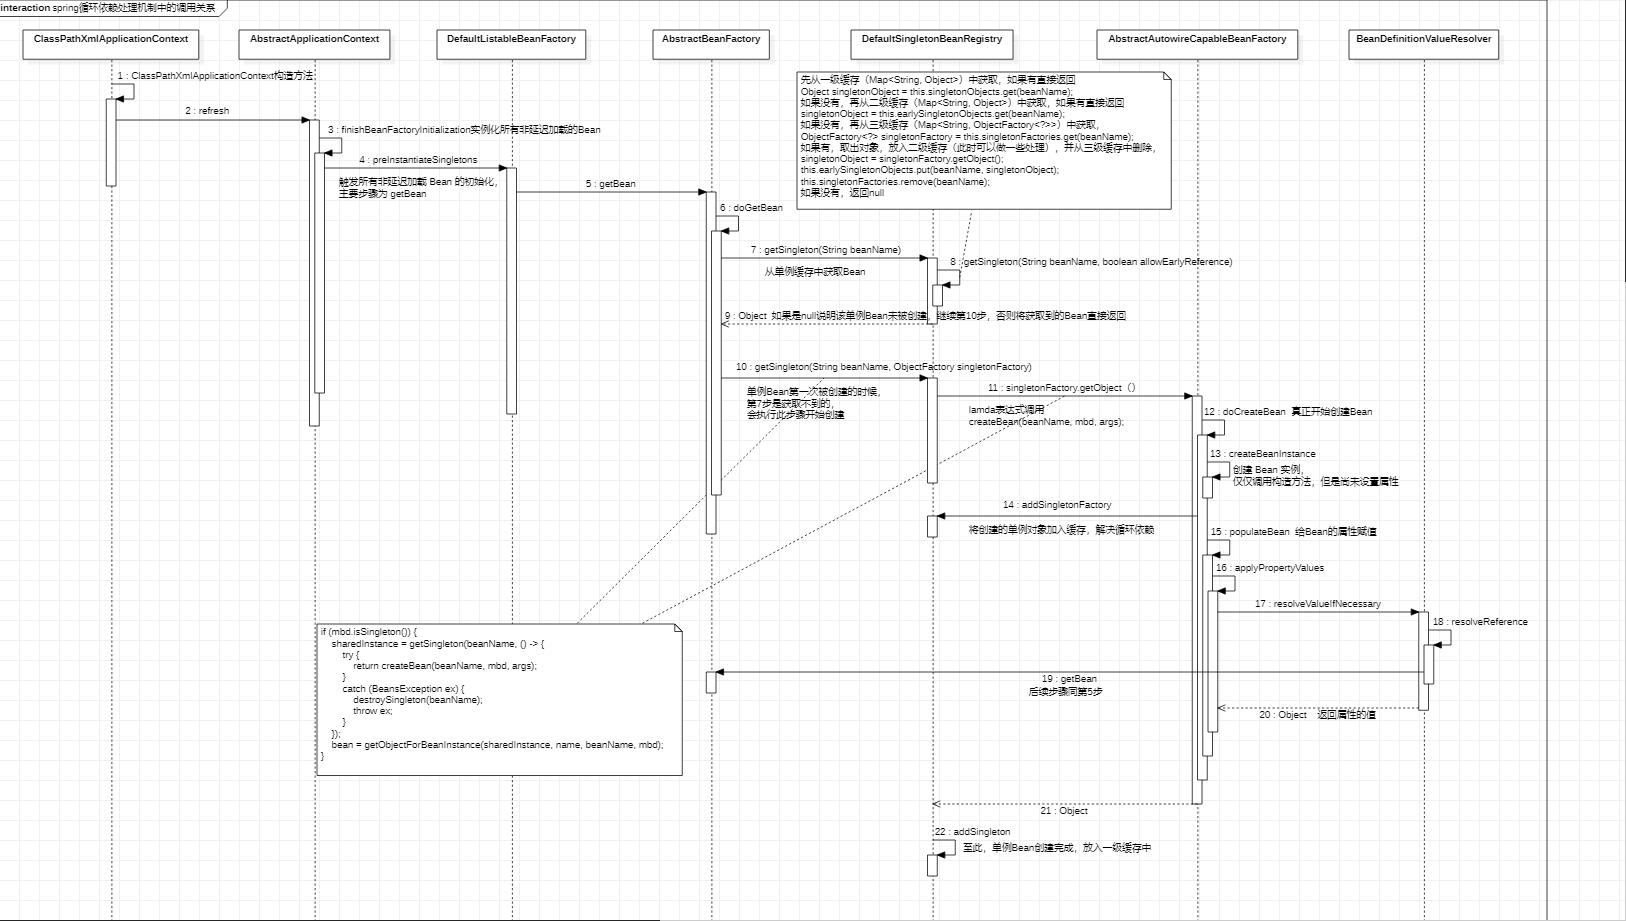 interaction spring循环依赖处理机制中的调用关系
ClassPathXmlApplicationContext
AbstractApplicationContext
DefaultListableBeanFactory
AbstractBeanFactory
DefaultSingletonBeanRegistry
AbstractAutowireCapableBeanFactory
BeanDefinitionValueResolver
1 : ClassPathXmlApplicationContext构造方法
2 : refresh
3 : finishBeanFactoryInitialization实例化所有非延迟加载的Bean
4 : preInstantiateSingletons
触发所有非延迟加载 Bean 的初始化，
主要步骤为 getBean
5 : getBean
6 : doGetBean
先从一级缓存（Map<String, Object>）中获取，如果有直接返回
Object singletonObject = this.singletonObjects.get(beanName);
如果没有，再从二级缓存（Map<String, Object>）中获取，如果有直接返回
singletonObject = this.earlySingletonObjects.get(beanName);
如果没有，再从三级缓存（Map<String, ObjectFactory<?>>）中获取，
ObjectFactory<?> singletonFactory = this.singletonFactories.get(beanName);
如果有，取出对象，放入二级缓存（此时可以做一些处理），并从三级缓存中删除，
singletonObject = singletonFactory.getObject();
this.earlySingletonObjects.put(beanName, singletonObject);
this.singletonFactories.remove(beanName);
如果没有，返回null
7 : getSingleton(String beanName)
从单例缓存中获取Bean
8 : getSingleton(String beanName, boolean allowEarlyReference)
9 : Object 如果是null说明该单例Bean未被创建，继续第10步，否则将获取到的Bean直接返回
10 : getSingleton(String beanName, ObjectFactory singletonFactory)
单例Bean第一次被创建的时候，
第7步是获取不到的，
会执行此步骤开始创建
11 : singletonFactory.getObject（）
lamda表达式调用
createBean(beanName, mbd, args);
12 : doCreateBean 真正开始创建Bean
13 : createBeanInstance
创建 Bean 实例，
仅仅调用构造方法，但是尚未设置属性
14 : addSingletonFactory
将创建的单例对象加入缓存，解决循环依赖
15 : populateBean 给Bean的属性赋值
16 : applyPropertyValues
17 : resolveValueIfNecessary
18 : resolveReference
if (mbd.isSingleton()) {
sharedInstance = getSingleton(beanName, () -> {
try {
return createBean(beanName, mbd, args);
}
catch (BeansException ex) {
destroySingleton(beanName);
throw ex;
}
});
bean = getObjectForBeanInstance(sharedInstance, name, beanName, mbd);
}
19 : getBean
后续步骤同第5步
20 : Object 返回属性的值
21 : Object
22 : addSingleton
至此，单例Bean创建完成，放入一级缓存中